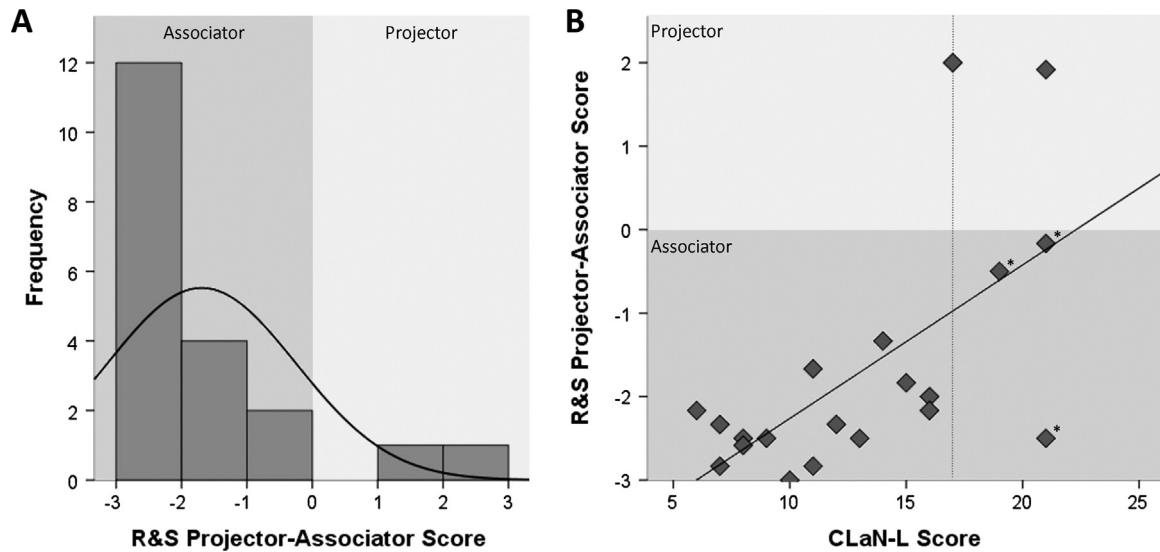 A
Associator
Projector
12
10
8
6
4
2
0
-3
-2
-1
0
1
2
3
Frequency
R&S Projector-Associator Score
B
Projector
Associator
2
1
0
-1
-2
-3
5
10
15
20
25
*
*
*
R&S Projector-Associator Score
CLaN-L Score